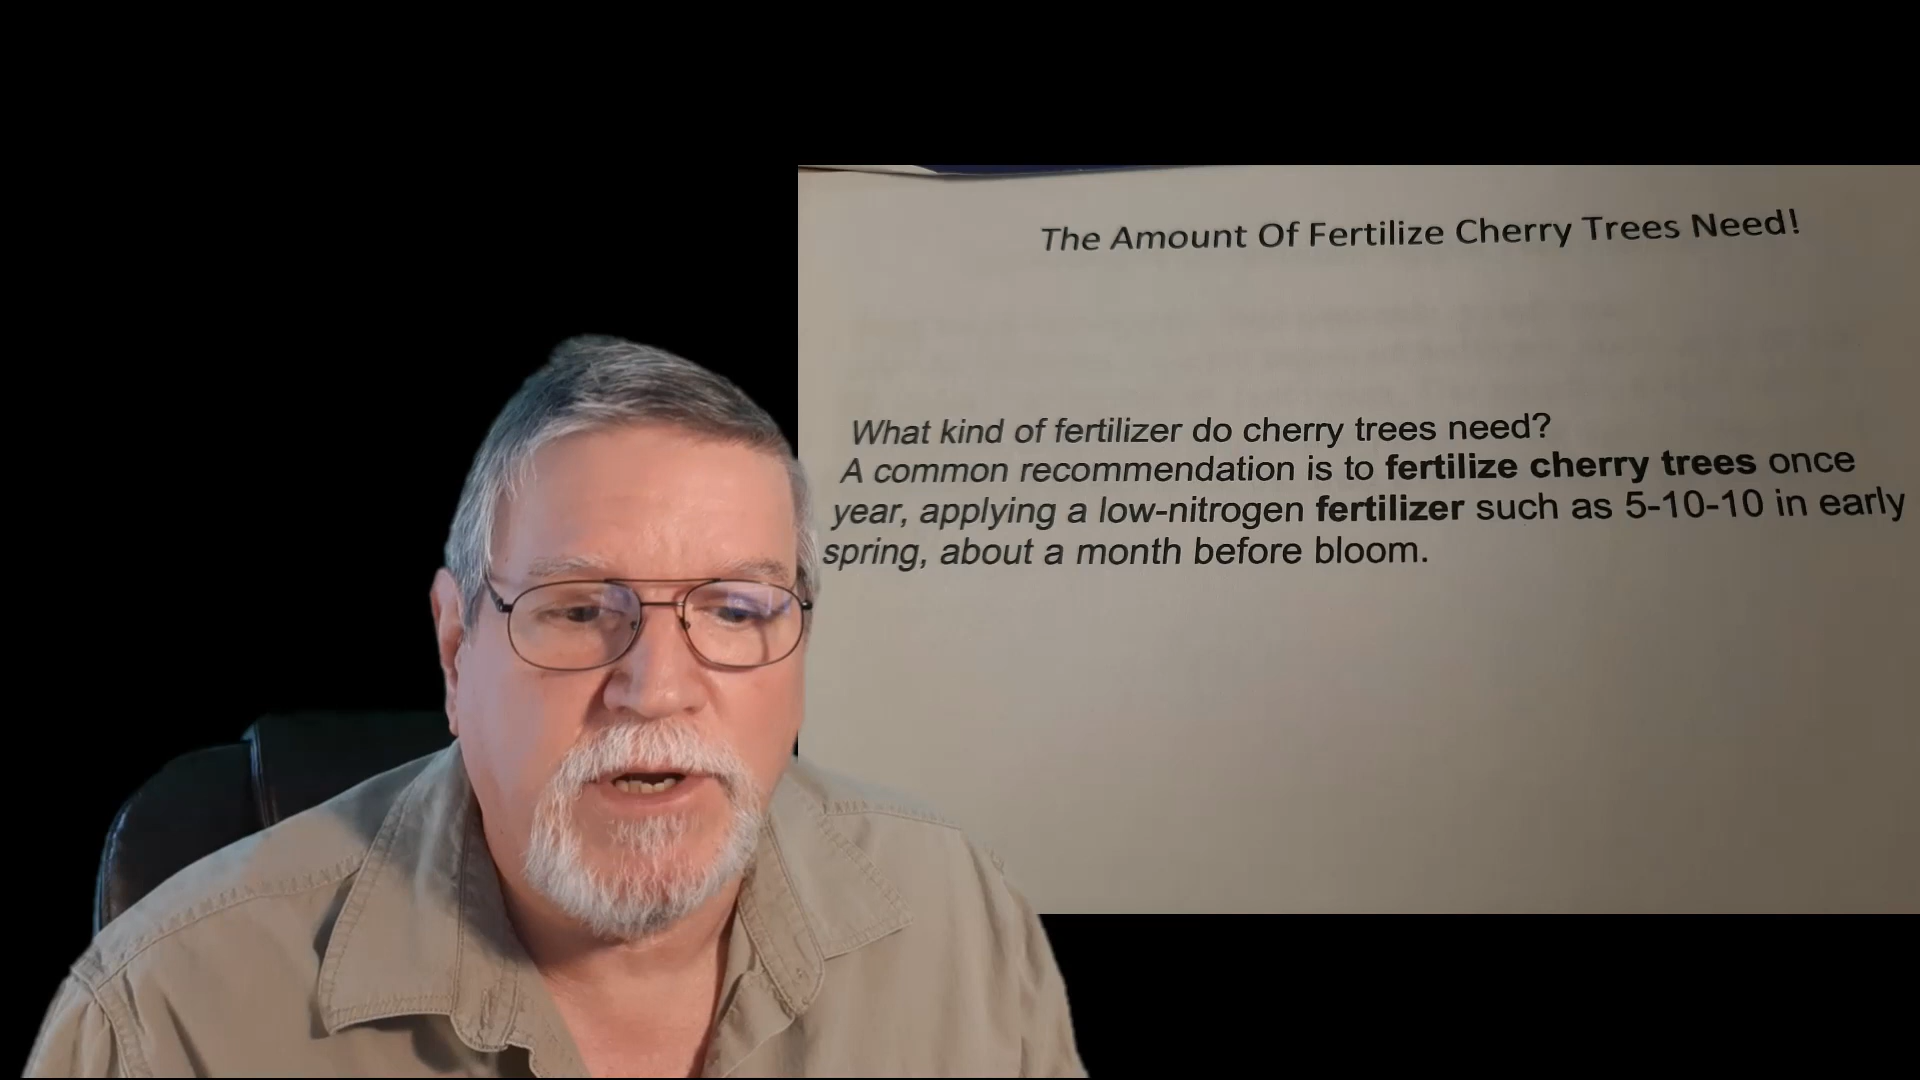 The Amount Of Fertilize Cherry Trees Need!
What kind of fertilizer do cherry trees need?
A common recommendation is to fertilize cherry trees once
year, applying a low-nitrogen fertilizer such as 5-10-10 in early
spring, about a month before bloom.